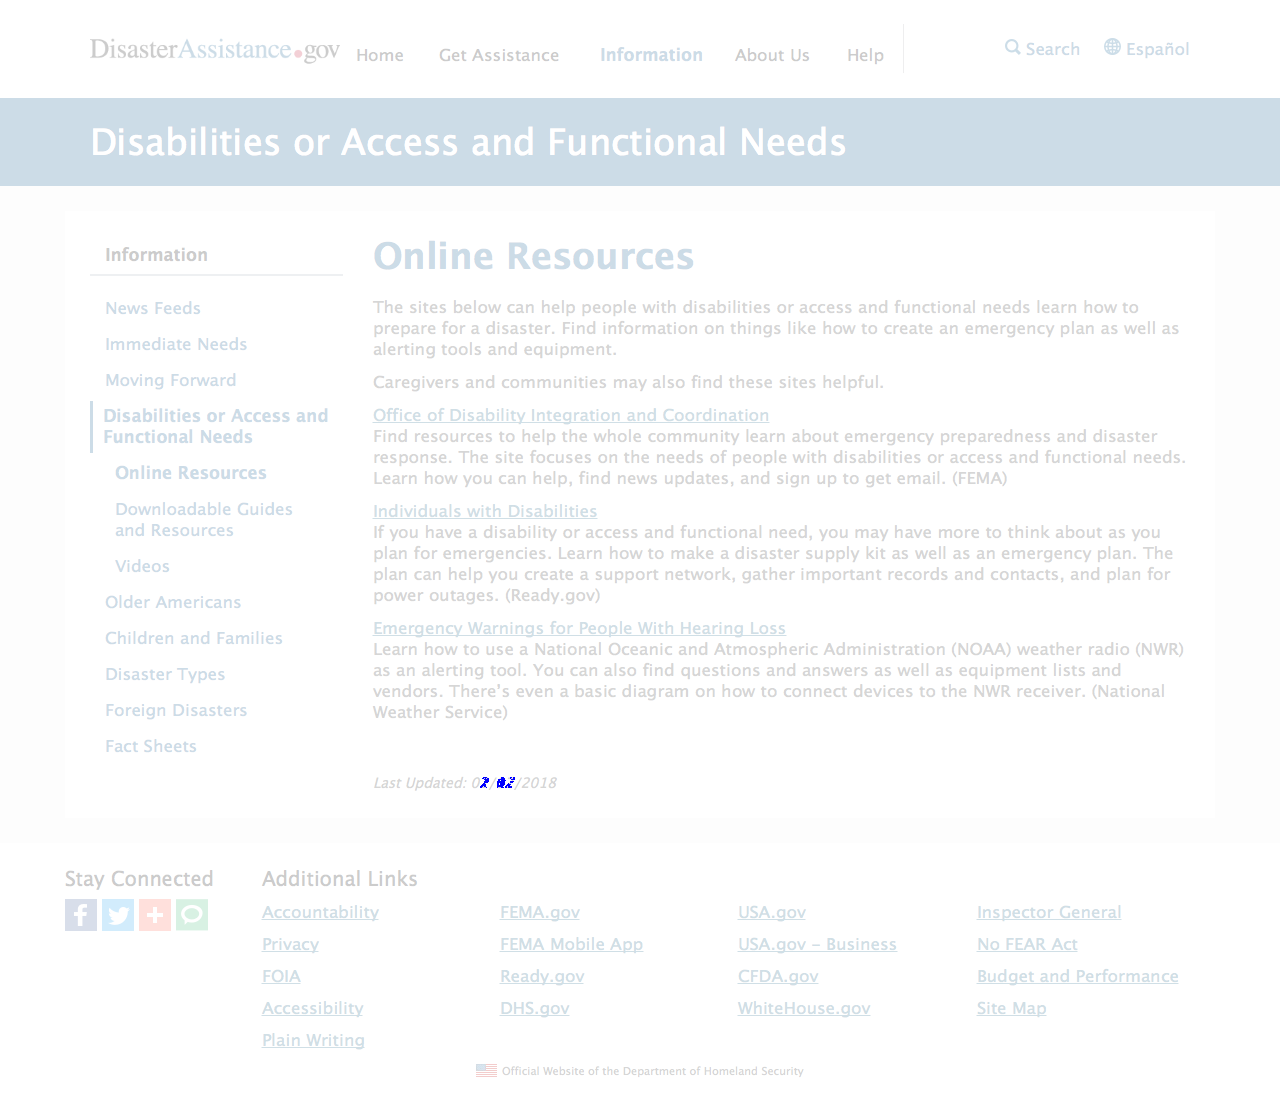 DisasterAssistance.gov
Home Get Assistance Information About Us Help
Search Español
Disabilities or Access and Functional Needs
Information
News Feeds
Immediate Needs
Moving Forward
Disabilities or Access and
Functional Needs
Online Resources
Downloadable Guides
and Resources
Videos
Older Americans
Children and Families
Disaster Types
Foreign Disasters
Fact Sheets
Online Resources
The sites below can help people with disabilities or access and functional needs learn how to
prepare for a disaster. Find information on things like how to create an emergency plan as well as
alerting tools and equipment.
Caregivers and communities may also find these sites helpful.
Office of Disability Integration and Coordination
Find resources to help the whole community learn about emergency preparedness and disaster
response. The site focuses on the needs of people with disabilities or access and functional needs.
Learn how you can help, find news updates, and sign up to get email. (FEMA)
Individuals with Disabilities
If you have a disability or access and functional need, you may have more to think about as you
plan for emergencies. Learn how to make a disaster supply kit as well as an emergency plan. The
plan can help you create a support network, gather important records and contacts, and plan for
power outages. (Ready.gov)
Emergency Warnings for People With Hearing Loss
Learn how to use a National Oceanic and Atmospheric Administration (NOAA) weather radio (NWR)
as an alerting tool. You can also find questions and answers as well as equipment lists and
vendors. There's even a basic diagram on how to connect devices to the NWR receiver. (National
Weather Service)
Last Updated:
Stay Connected
Additional Links
Accountability FEMA.gov USA.gov Inspector General
Privacy FEMA Mobile App USA.gov – Business No FEAR Act
FOIA Ready.gov CFDA.gov Budget and Performance
Accessibility DHS.gov WhiteHouse.gov Site Map
Plain Writing
Official Website of the Department of Homeland Security